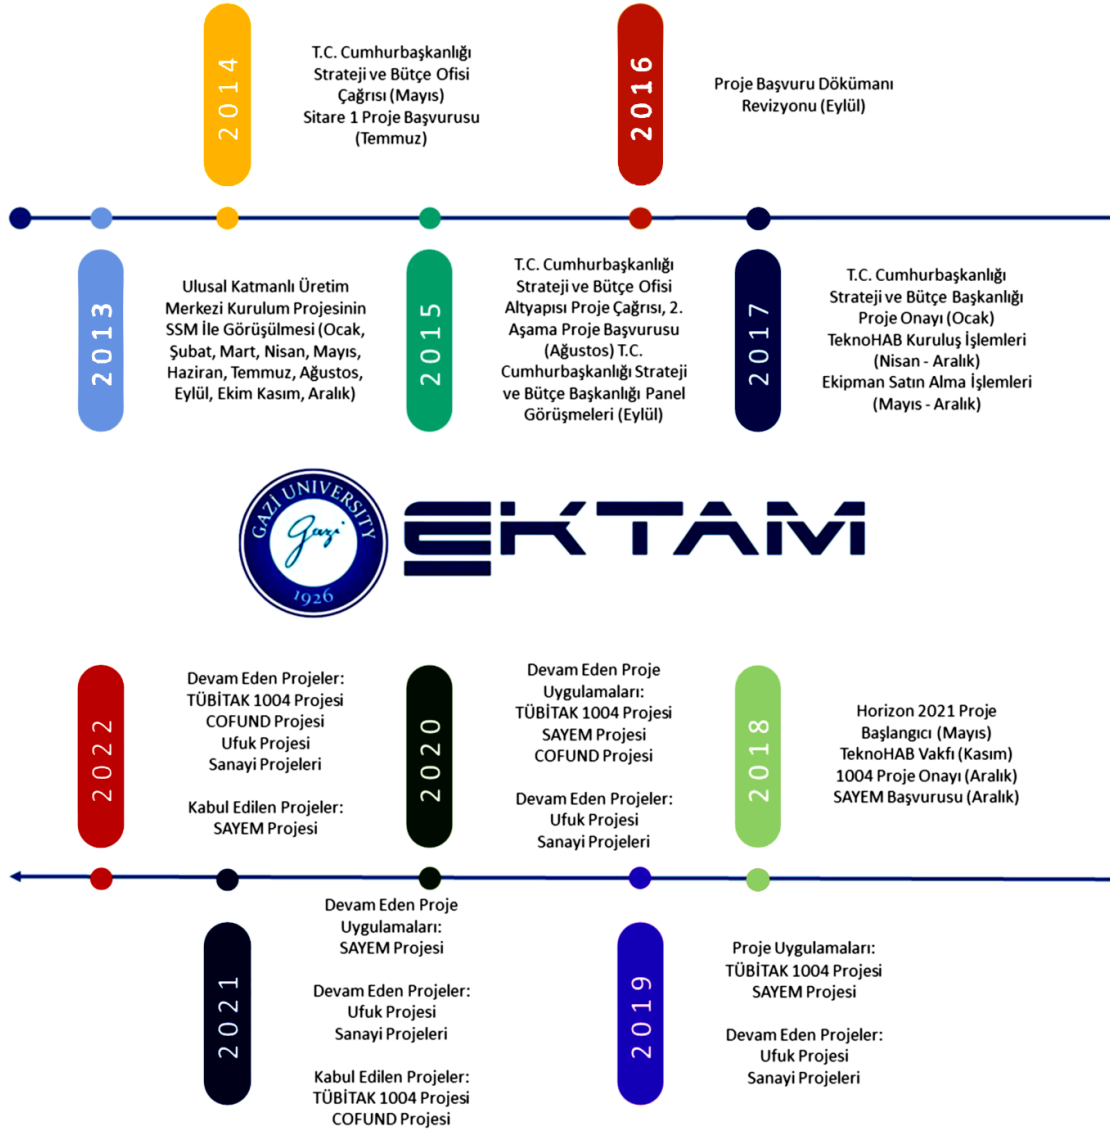 2014
T.C. Cumhurbaşkanlığı
Strateji ve Bütçe Ofisi
Çağrısı (Mayıs)
Sitare 1 Proje Başvurusu
(Temmuz)
2016
Proje Başvuru Dökümanı
Revizyonu (Eylül)
2013
Ulusal Katmanlı Üretim
Merkezi Kurulum Projesinin
SSM İle Görüşülmesi (Ocak,
Şubat, Mart, Nisan, Mayıs,
Haziran, Temmuz, Ağustos,
Eylül, Ekim Kasım, Aralık)
2015
T.C. Cumhurbaşkanlığı
Strateji ve Bütçe Ofisi
Altyapısı Proje Çağrısı, 2.
Aşama Proje Başvurusu
(Ağustos) T.C.
Cumhurbaşkanlığı Strateji
ve Bütçe Başkanlığı Panel
Görüşmeleri (Eylül)
2017
T.C. Cumhurbaşkanlığı
Strateji ve Bütçe Başkanlığı
Proje Onayı (Ocak)
TeknoHAB Kuruluş İşlemleri
(Nisan - Aralık)
Ekipman Satın Alma İşlemleri
(Mayıs - Aralık)
GAZİ UNIVERSITY
Gazi
1926
EKTAM
2022
Devam Eden Projeler:
TÜBİTAK 1004 Projesi
COFUND Projesi
Ufuk Projesi
Sanayi Projeleri
Kabul Edilen Projeler:
SAYEM Projesi
2020
Devam Eden Proje
Uygulamaları:
TÜBİTAK 1004 Projesi
SAYEM Projesi
COFUND Projesi
Devam Eden Projeler:
Ufuk Projesi
Sanayi Projeleri
2018
Horizon 2021 Proje
Başlangıcı (Mayıs)
TeknoHAB Vakfı (Kasım)
1004 Proje Onayı (Aralık)
SAYEM Başvurusu (Aralık)
2021
Devam Eden Proje
Uygulamaları:
SAYEM Projesi
Devam Eden Projeler:
Ufuk Projesi
Sanayi Projeleri
Kabul Edilen Projeler:
TÜBİTAK 1004 Projesi
COFUND Projesi
2019
Proje Uygulamaları:
TÜBİTAK 1004 Projesi
SAYEM Projesi
Devam Eden Projeler:
Ufuk Projesi
Sanayi Projeleri